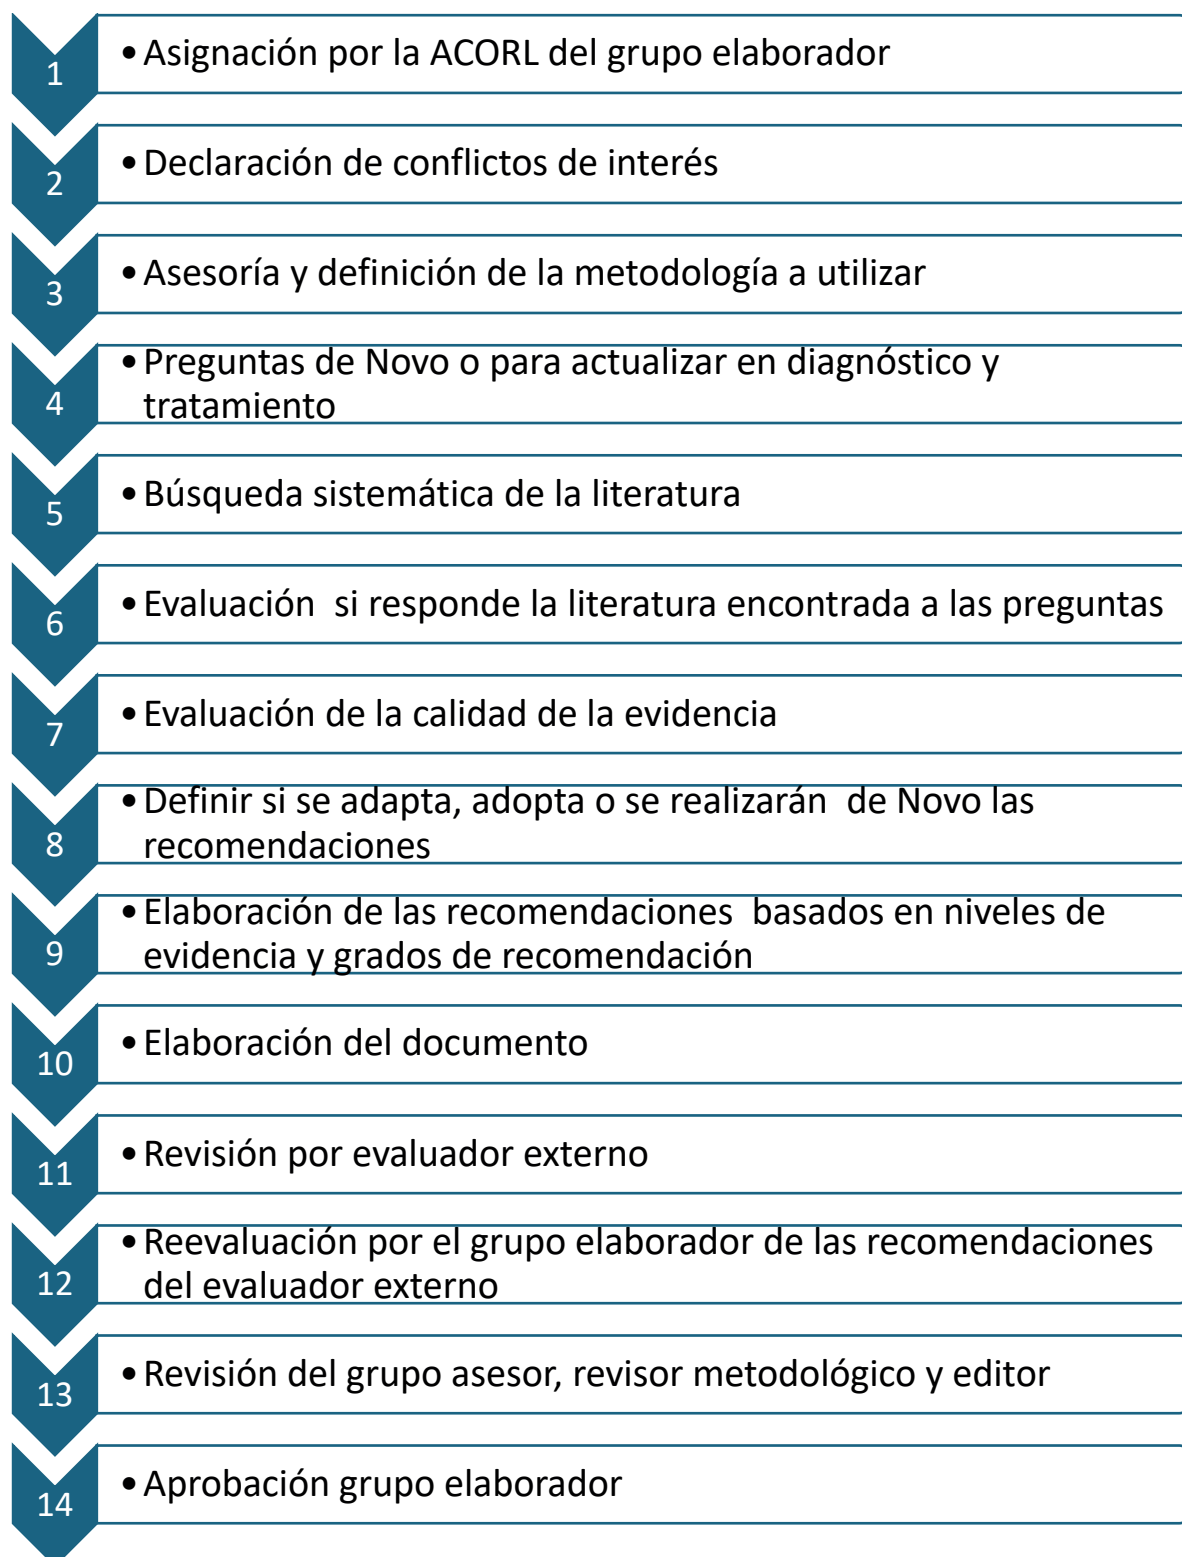 1
•Asignación por la ACORL del grupo elaborador
2
•Declaración de conflictos de interés
3
•Asesoría y definición de la metodología a utilizar
4
•Preguntas de Novo o para actualizar en diagnóstico y
tratamiento
5
•Búsqueda sistemática de la literatura
6
•Evaluación  si responde la literatura encontrada a las preguntas
7
•Evaluación de la calidad de la evidencia
8
•Definir si se adapta, adopta o se realizarán  de Novo las
recomendaciones
9
•Elaboración de las recomendaciones  basados en niveles de
evidencia y grados de recomendación
10
•Elaboración del documento
11
•Revisión por evaluador externo
12
•Reevaluación por el grupo elaborador de las recomendaciones
del evaluador externo
13
•Revisión del grupo asesor, revisor metodológico y editor
14
•Aprobación grupo elaborador